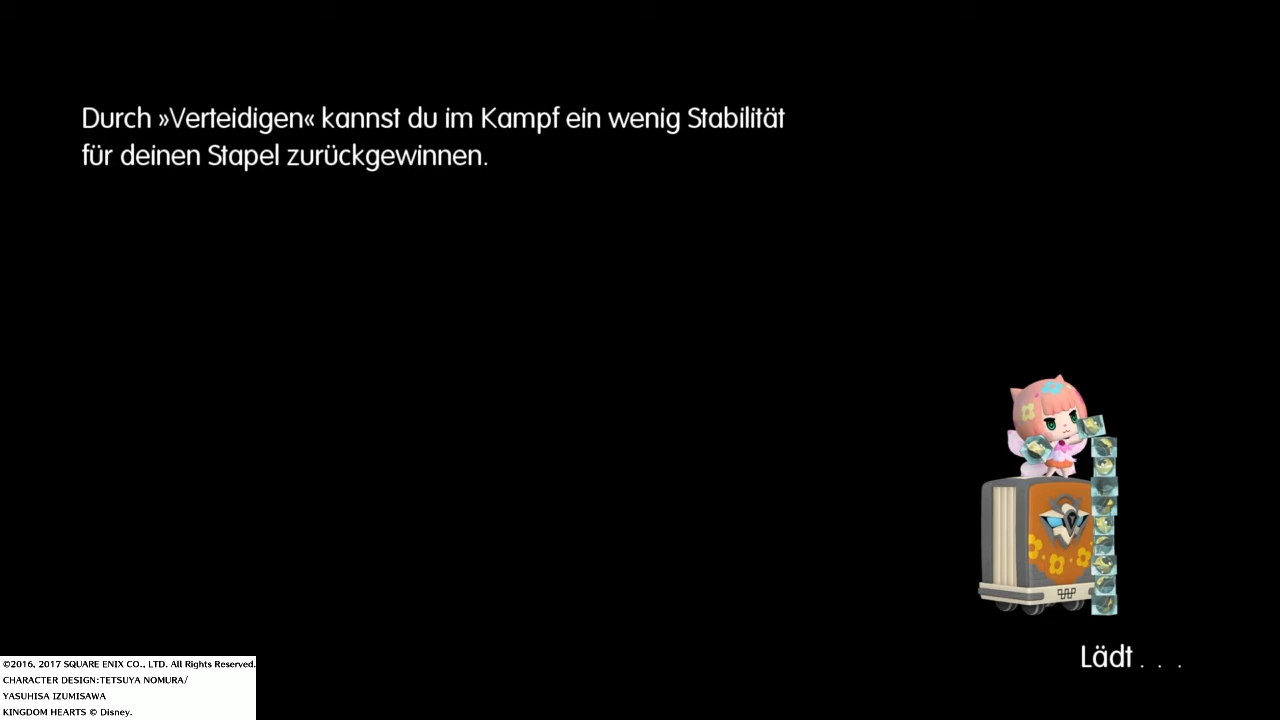 Durch »Verteidigen« kannst du im Kampf ein wenig Stabilität
für deinen Stapel zurückgewinnen.
Lädt . . .
©2016, 2017 SQUARE ENIX CO., LTD. All Rights Reserved.
CHARACTER DESIGN:TETSUYA NOMURA/
YASUHISA IZUMISAWA
KINGDOM HEARTS © Disney.